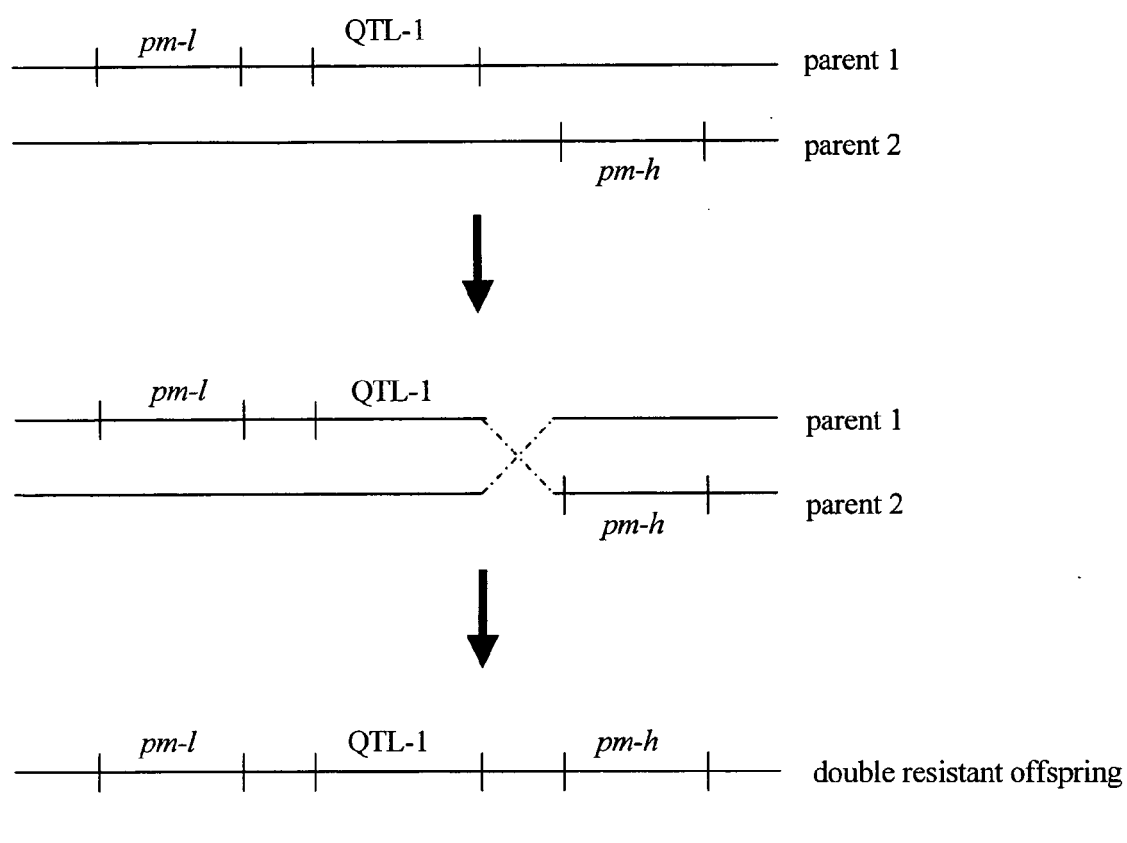 pm-l QTL-1
parent 1
parent 2
pm-h
pm-l QTL-1
parent 1
parent 2
pm-h
pm-l QTL-1 pm-h
double resistant offspring